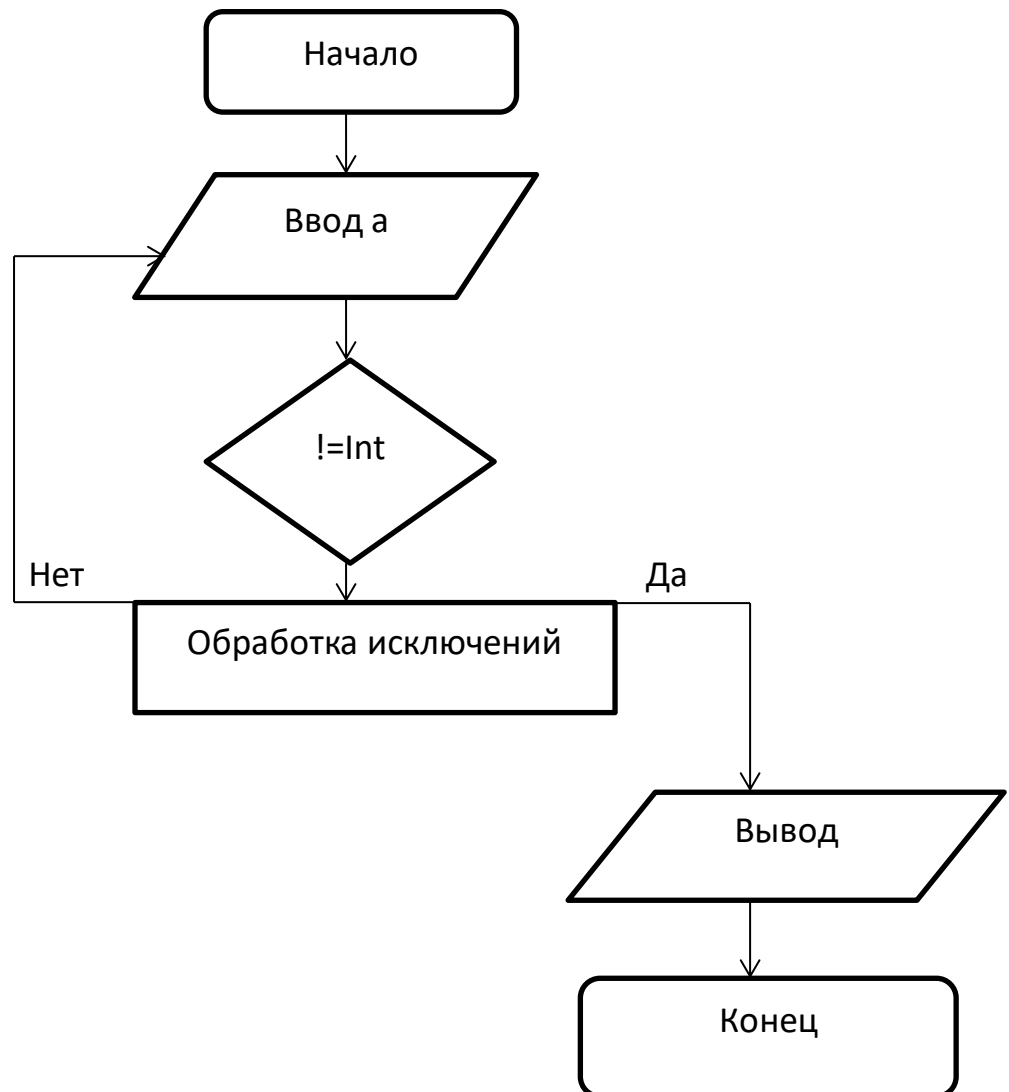 Начало
Ввод а
!=Int
Нет
Да
Обработка исключений
Вывод
Конец